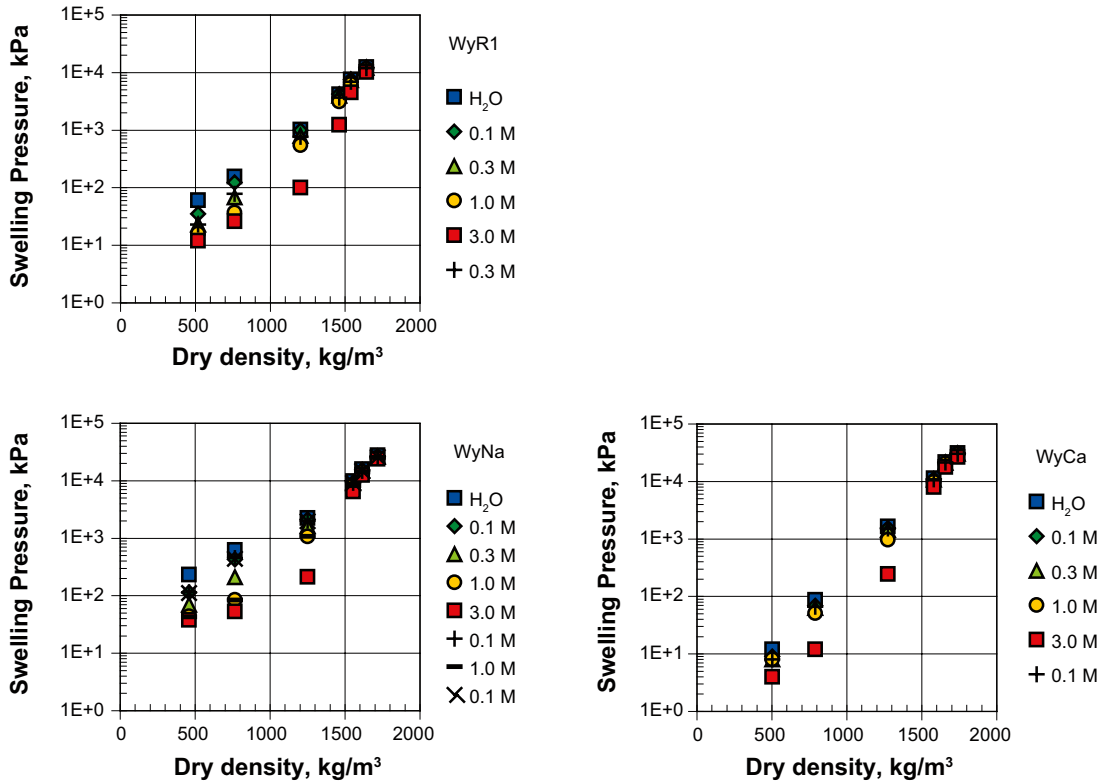 1E+5
1E+4
1E+3
1E+2
1E+1
1E+0
Swelling Pressure, kPa
0 500 1000 1500 2000
Dry density, kg/m³
WyR1
H₂O
0.1 M
0.3 M
1.0 M
3.0 M
0.3 M
1E+5
1E+4
1E+3
1E+2
1E+1
1E+0
Swelling Pressure, kPa
0 500 1000 1500 2000
Dry density, kg/m³
WyNa
H₂O
0.1 M
0.3 M
1.0 M
3.0 M
0.1 M
1.0 M
0.1 M
1E+5
1E+4
1E+3
1E+2
1E+1
1E+0
Swelling Pressure, kPa
0 500 1000 1500 2000
Dry density, kg/m³
WyCa
H₂O
0.1 M
0.3 M
1.0 M
3.0 M
0.1 M